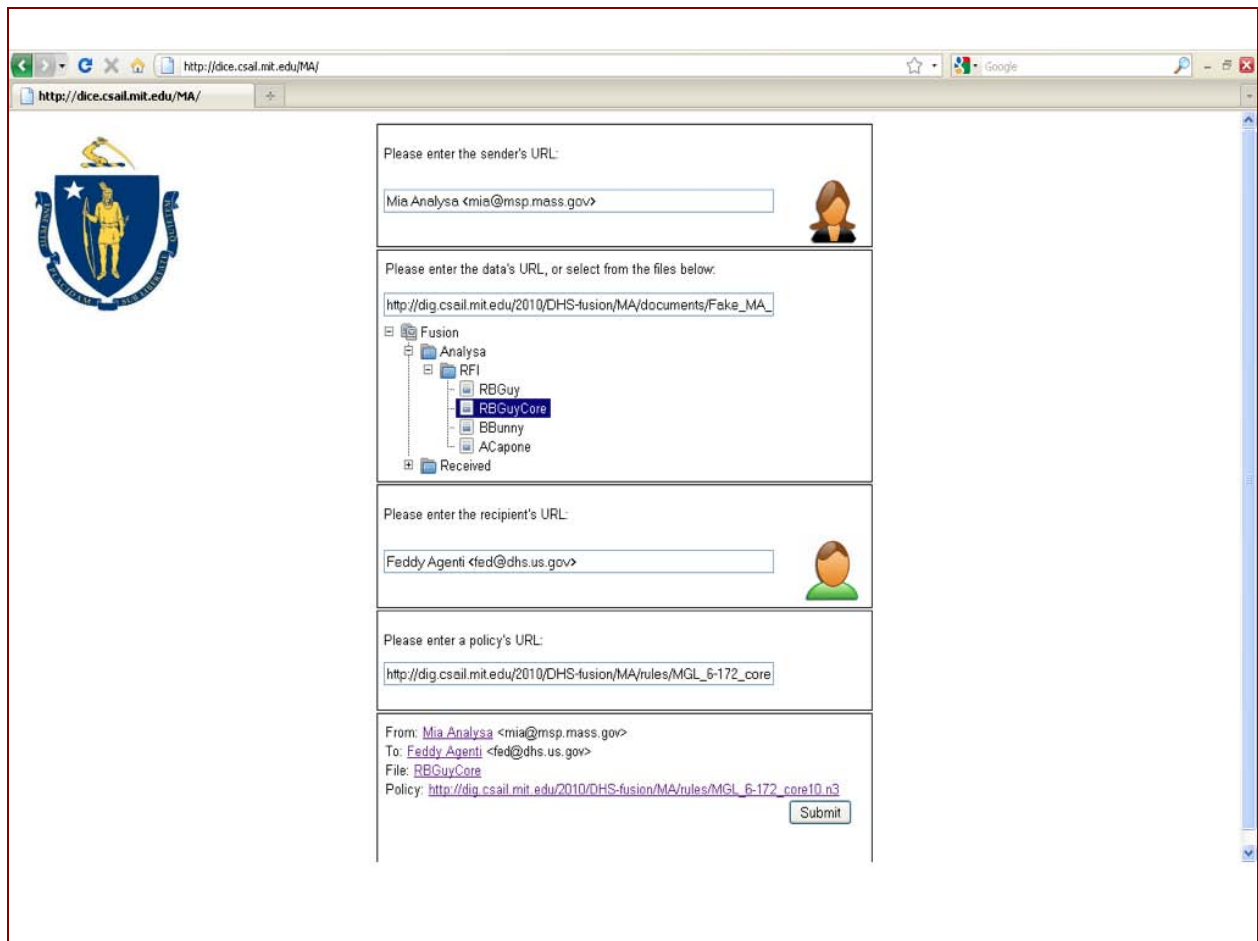 http://dice.csail.mit.edu/MA/
Google
http://dice.csail.mit.edu/MA/
Please enter the sender's URL:
Mia Analysa <mia@msp.mass.gov>
Please enter the data's URL, or select from the files below:
http://dig.csail.mit.edu/2010/DHS-fusion/MA/documents/Fake_MA_
Fusion
Analysa
RFI
RBGuy
RBGuyCore
BBunny
ACapone
Received
Please enter the recipient's URL:
Feddy Agenti <fed@dhs.us.gov>
Please enter a policy's URL:
http://dig.csail.mit.edu/2010/DHS-fusion/MA/rules/MGL_6-172_core
From: Mia Analysa <mia@msp.mass.gov>
To: Feddy Agenti <fed@dhs.us.gov>
File: RBGuyCore
Policy: http://dig.csail.mit.edu/2010/DHS-fusion/MA/rules/MGL_6-172_core10.n3
Submit